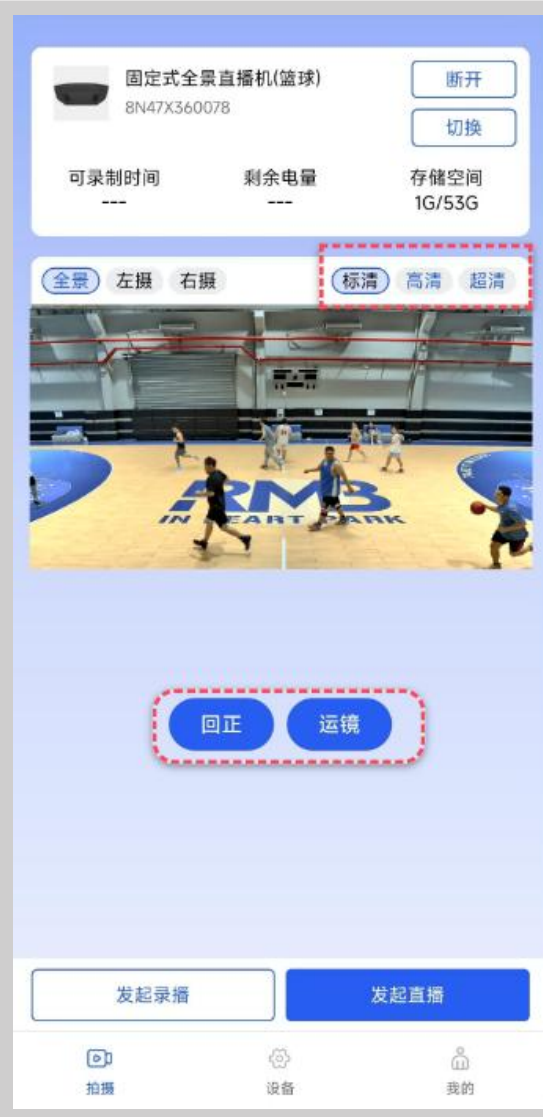 固定式全景直播机(篮球)
8N47X360078
断开
切换
可录制时间 剩余电量 存储空间
--- --- 1G/53G
全景 左摄 右摄 标清 高清 超清
RMB
IN HEART PARK
回正 运镜
发起录播 发起直播
拍摄 设备 我的